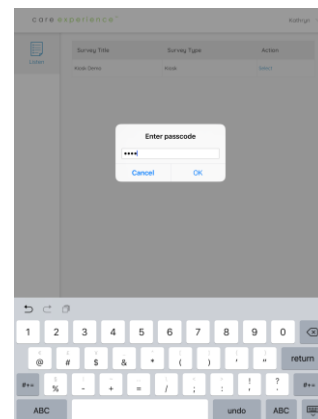 care experience™
Kathryn
Listen
Survey Title Survey Type Action
Kiosk Demo Kiosk Select
Enter passcode
••••
Cancel OK
1 2 3 4 5 6 7 8 9 0
@ # $ & * ( ) ' " return
#+= % - + = / ; : ! ? #+=
ABC undo ABC